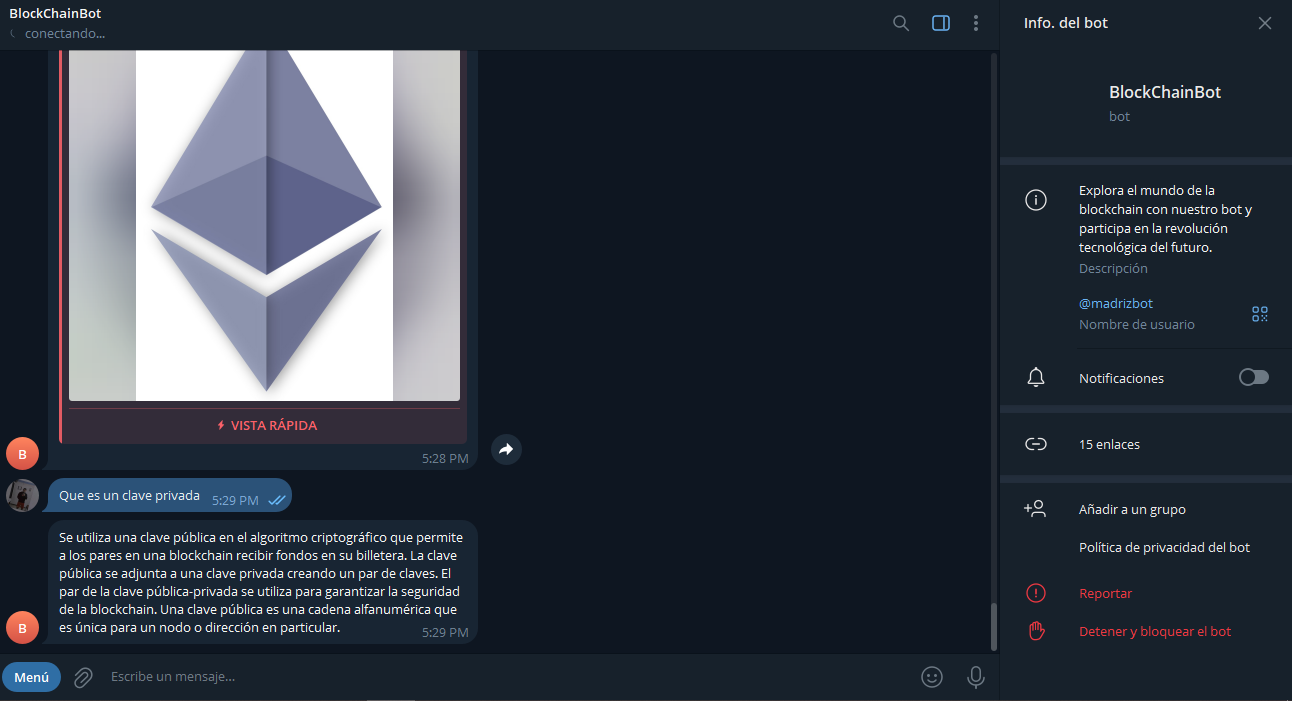 BlockChainBot
conectando...
VISTA RÁPIDA
B
5:28 PM
Que es un clave privada
5:29 PM
Se utiliza una clave pública en el algoritmo criptográfico que permite
a los pares en una blockchain recibir fondos en su billetera. La clave
pública se adjunta a una clave privada creando un par de claves. El
par de la clave pública-privada se utiliza para garantizar la seguridad
de la blockchain. Una clave pública es una cadena alfanumérica que
es única para un nodo o dirección en particular.
B
5:29 PM
Menú
Escribe un mensaje...
Info. del bot
BlockChainBot
bot
Explora el mundo de la
blockchain con nuestro bot y
participa en la revolución
tecnológica del futuro.
Descripción
@madrizbot
Nombre de usuario
Notificaciones
15 enlaces
Añadir a un grupo
Política de privacidad del bot
Reportar
Detener y bloquear el bot